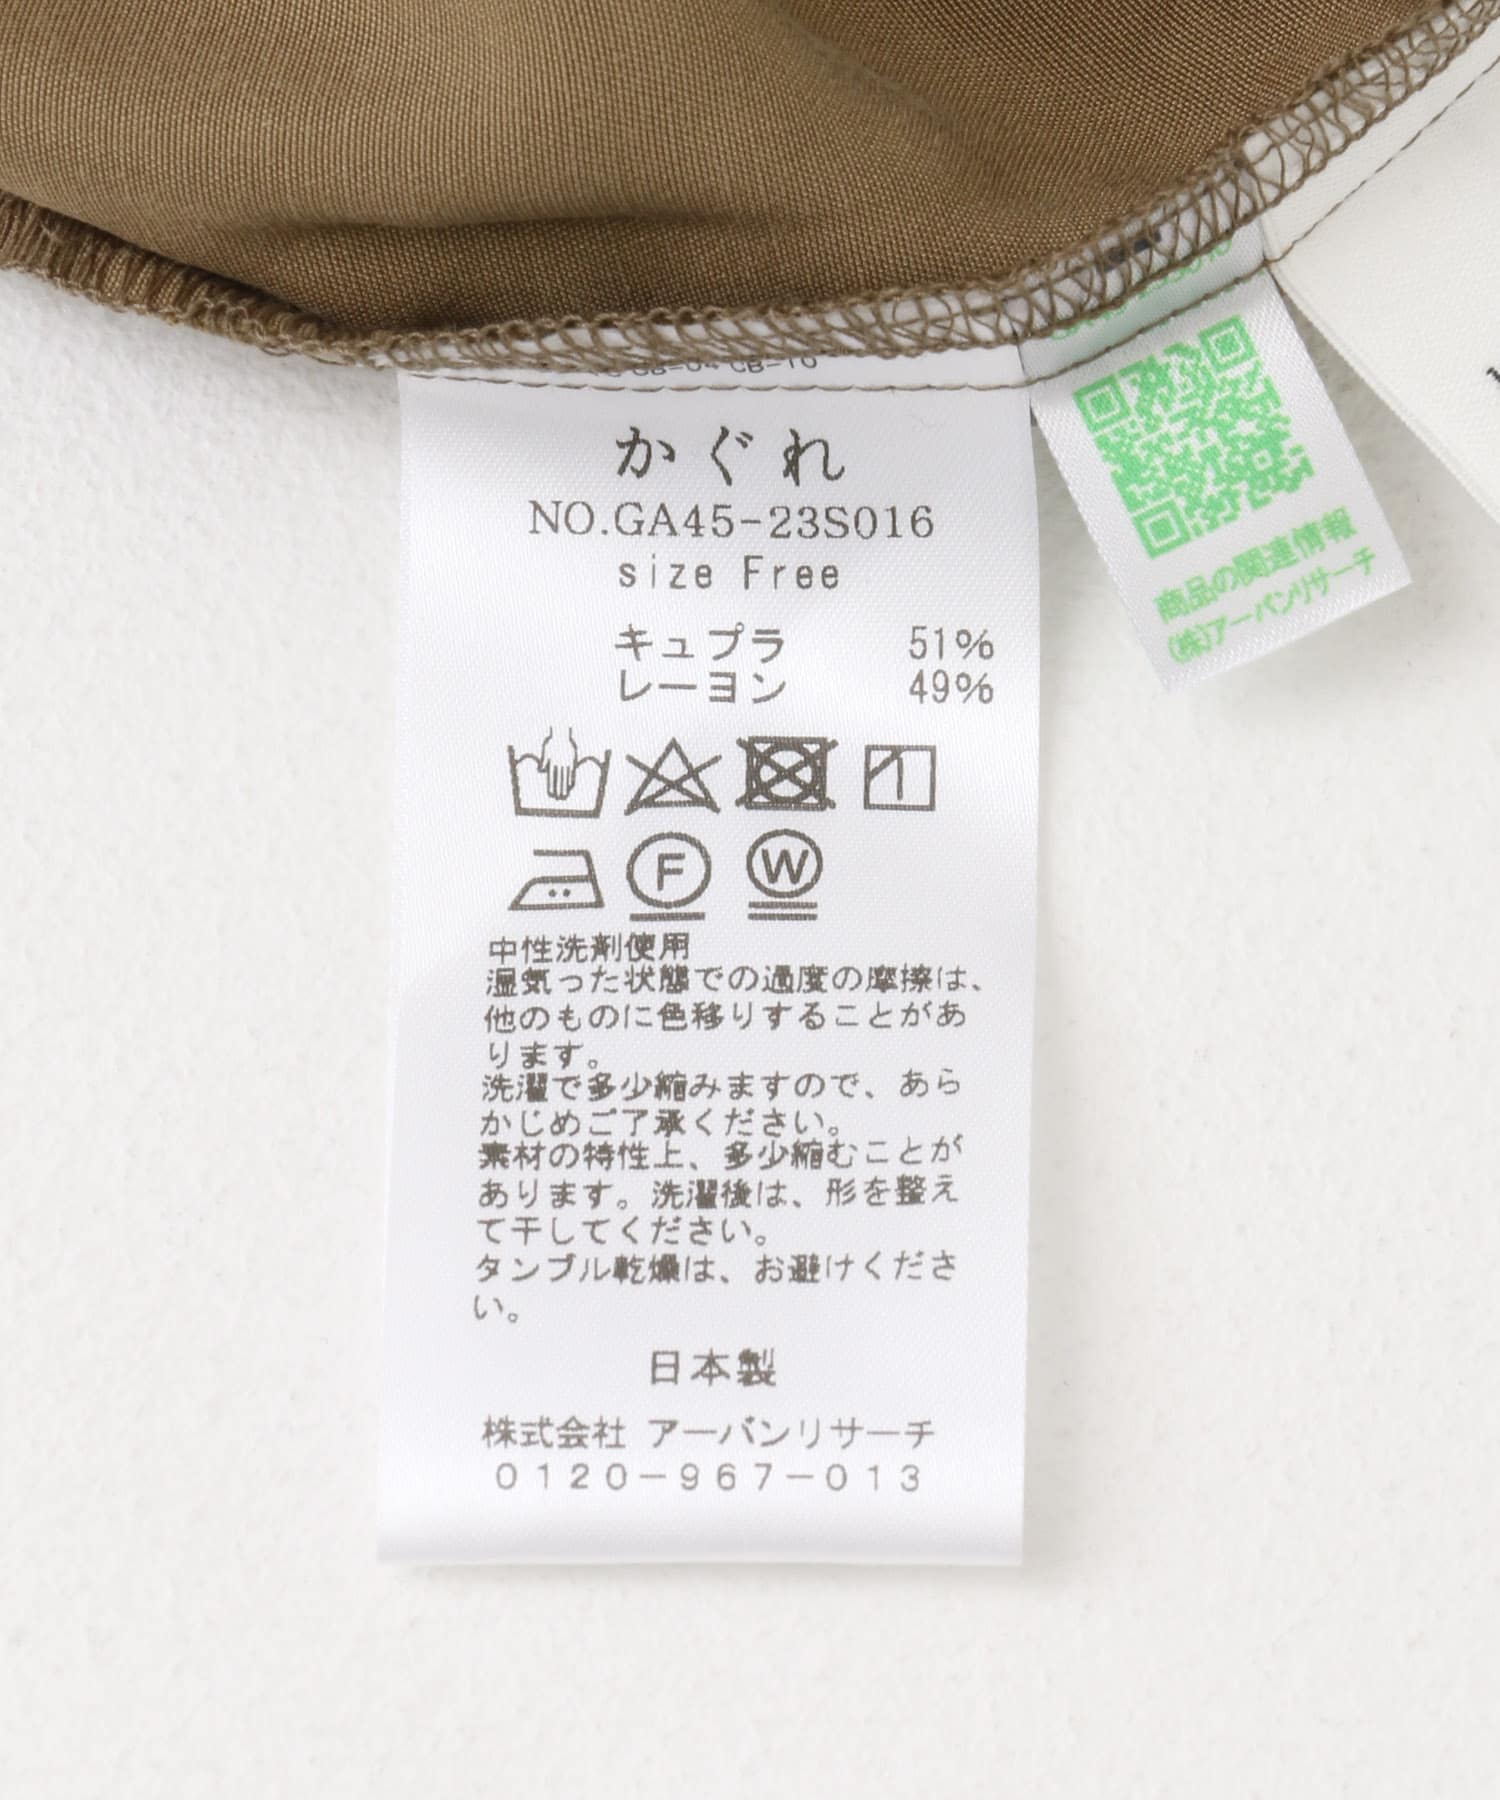 かぐれ
NO.GA45-23S016
size Free
キュプラ 51%
レーヨン 49%
F W
中性洗剤使用
湿気った状態での過度の摩擦は、
他のものに色移りすることがあ
ります。
洗濯で多少縮みますので、あら
かじめご了承ください。
素材の特性上、多少縮むことが
あります。洗濯後は、形を整え
て干してください。
タンブル乾燥は、お避けくださ
い。
日本製
株式会社 アーバンリサーチ
0120-967-013
商品の関連情報
(株)アーバンリサーチ